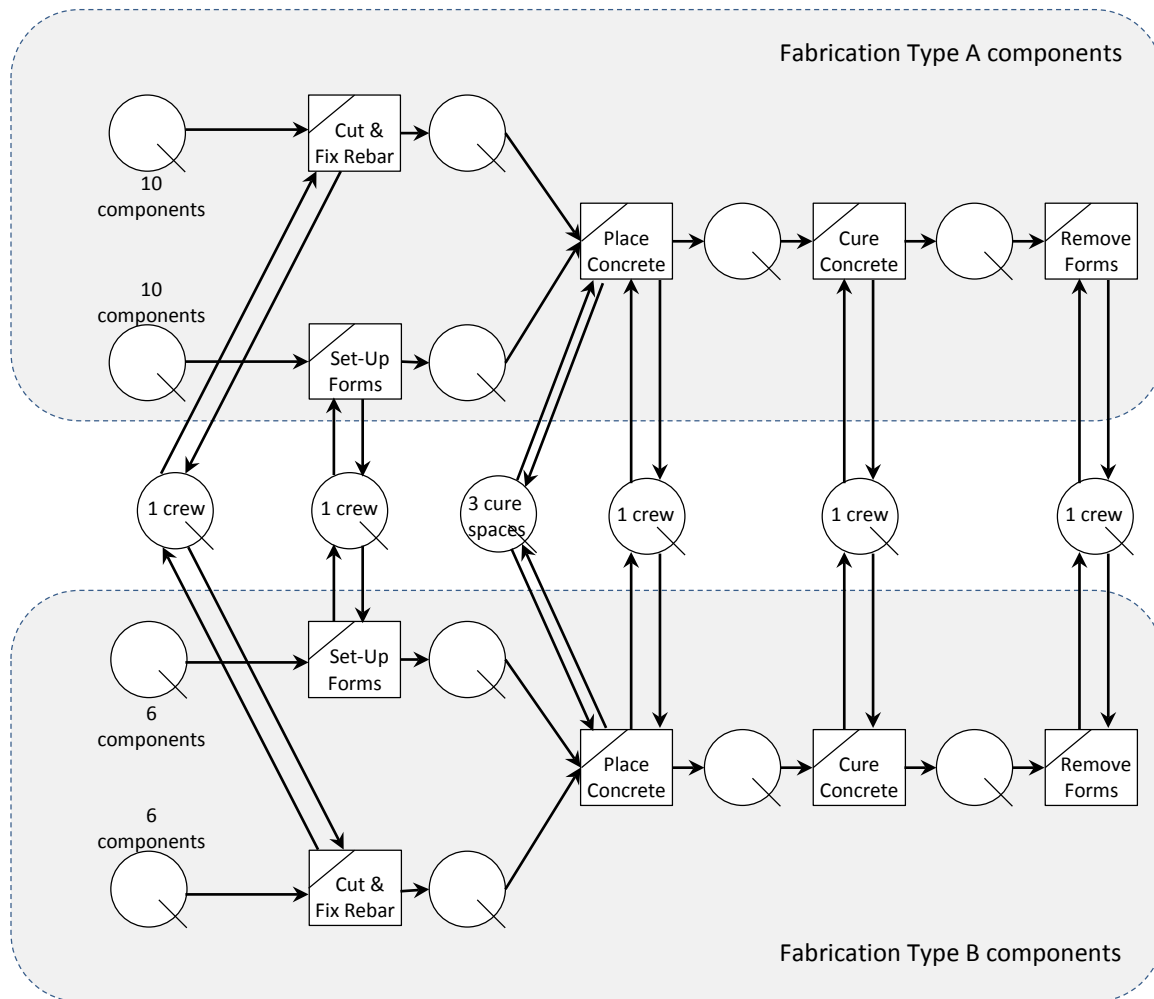 Fabrication Type A components
Cut &
Fix Rebar
10
components
10
components
Place
Concrete
Cure
Concrete
Remove
Forms
Set-Up
Forms
1 crew
1 crew
3 cure
spaces
1 crew
1 crew
1 crew
Set-Up
Forms
6
components
Place
Concrete
Cure
Concrete
Remove
Forms
6
components
Cut &
Fix Rebar
Fabrication Type B components